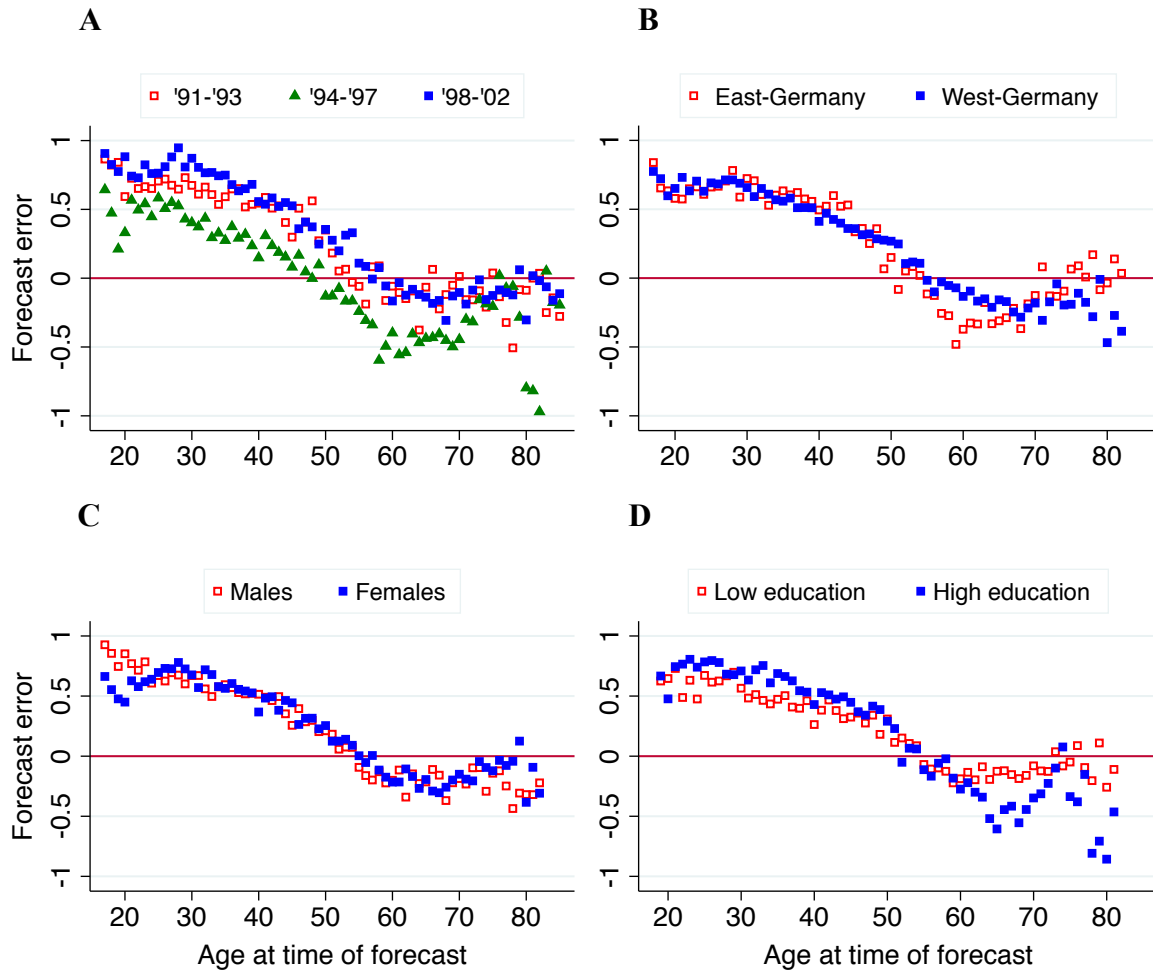 A
B
'91-'93 '94-'97 '98-'02
East-Germany West-Germany
Forecast error
1
0.5
0
-0.5
-1
20 30 40 50 60 70 80
1
0.5
0
-0.5
-1
20 30 40 50 60 70 80
C
D
Males Females
Low education High education
Forecast error
1
0.5
0
-0.5
-1
20 30 40 50 60 70 80
Age at time of forecast
1
0.5
0
-0.5
-1
20 30 40 50 60 70 80
Age at time of forecast